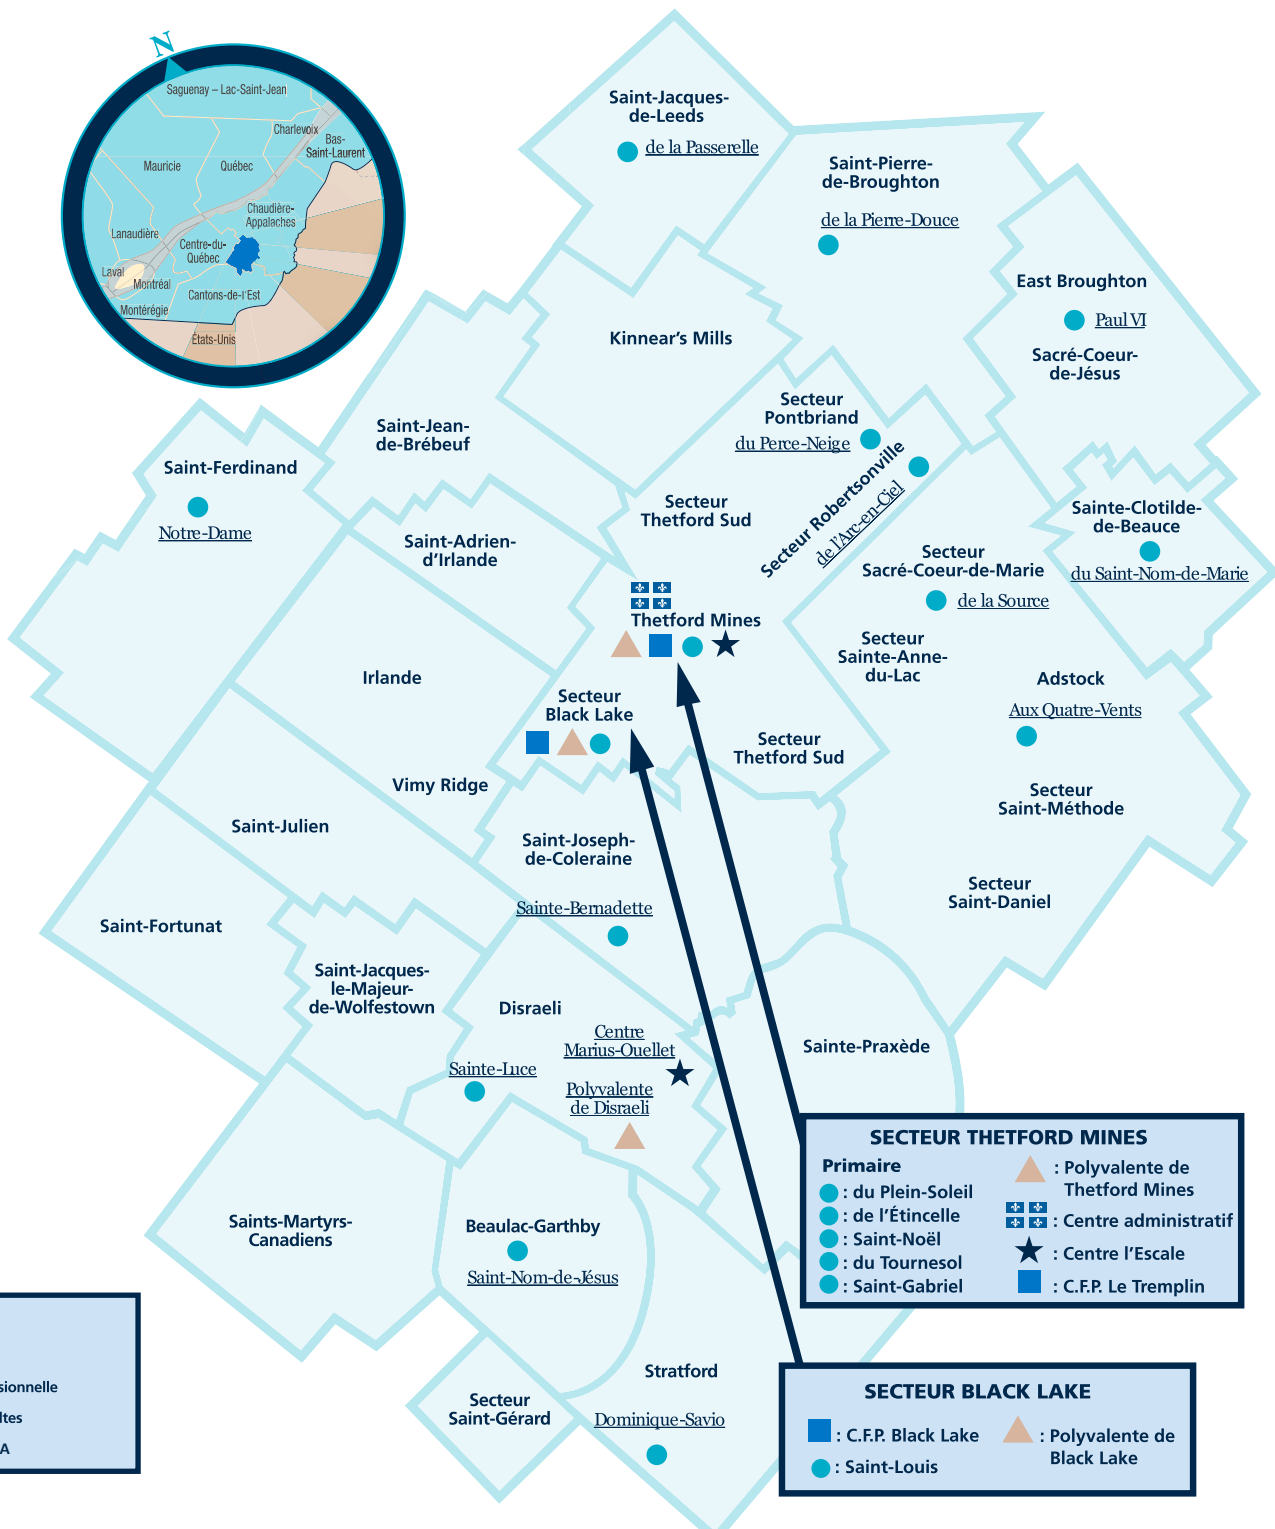 N
Saguenay – Lac-Saint-Jean
Charlevoix
Bas-
Saint-Laurent
Mauricie
Québec
Chaudière-
Appalaches
Lanaudière
Centre-du-
Québec
Laval
Montréal
Cantons-de-l'Est
Montérégie
États-Unis
Saint-Jacques-
de-Leeds
de la Passerelle
Saint-Pierre-
de-Broughton
de la Pierre-Douce
East Broughton
Paul VI
Sacré-Coeur-
de-Jésus
Kinnear's Mills
Secteur
Pontbriand
du Perce-Neige
Saint-Jean-
de-Brébeuf
Saint-Ferdinand
Notre-Dame
Secteur Robertsonville
de l'Arc-en-Ciel
Secteur
Thetford Sud
Sainte-Clotilde-
de-Beauce
du Saint-Nom-de-Marie
Saint-Adrien-
d'Irlande
Secteur
Sacré-Coeur-de-Marie
de la Source
Thetford Mines
Secteur
Sainte-Anne-
du-Lac
Irlande
Adstock
Aux Quatre-Vents
Secteur
Black Lake
Secteur
Thetford Sud
Vimy Ridge
Secteur
Saint-Méthode
Saint-Julien
Saint-Joseph-
de-Coleraine
Secteur
Saint-Daniel
Sainte-Bernadette
Saint-Fortunat
Saint-Jacques-
le-Majeur-
de-Wolfestown
Disraeli
Centre
Marius-Ouellet
Sainte-Praxède
Sainte-Luce
Polyvalente
de Disraeli
SECTEUR THETFORD MINES
Primaire
: du Plein-Soleil
: de l'Étincelle
: Saint-Noël
: du Tournesol
: Saint-Gabriel
: Polyvalente de
Thetford Mines
: Centre administratif
: Centre l'Escale
: C.F.P. Le Tremplin
Saints-Martyrs-
Canadiens
Beaulac-Garthby
Saint-Nom-de-Jésus
Stratford
Dominique-Savio
Secteur
Saint-Gérard
SECTEUR BLACK LAKE
: C.F.P. Black Lake
: Saint-Louis
: Polyvalente de
Black Lake
sionnelle
ltes
A